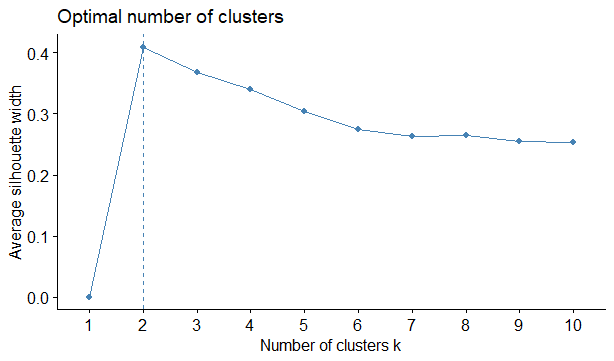 Optimal number of clusters
Average silhouette width
0.4
0.3
0.2
0.1
0.0
1 2 3 4 5 6 7 8 9 10
Number of clusters k